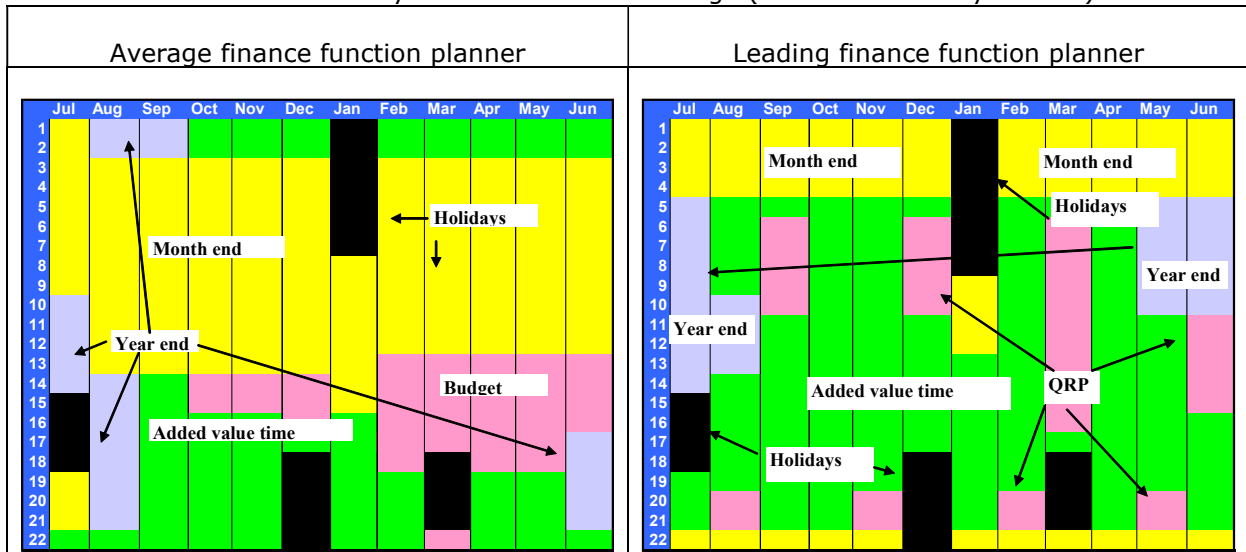 Average finance function planner
Leading finance function planner
Jul Aug Sep Oct Nov Dec Jan Feb Mar Apr May Jun
1
2
3
4
5
6
7
8
9
10
11
12
13
14
15
16
17
18
19
20
21
22
Holidays
Month end
Year end
Budget
Added value time
Jul Aug Sep Oct Nov Dec Jan Feb Mar Apr May Jun
1
2
3
4
5
6
7
8
9
10
11
12
13
14
15
16
17
18
19
20
21
22
Month end
Month end
Holidays
Year end
Year end
QRP
Added value time
Holidays